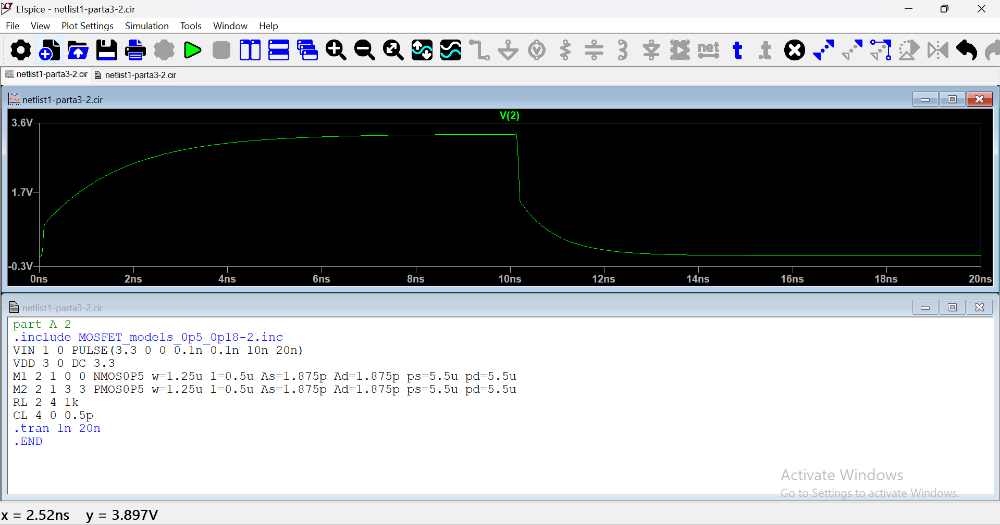 LTspice - netlist1-parta3-2.cir
File View Plot Settings Simulation Tools Window Help
net t .t
netlist1-parta3-2.cir netlist1-parta3-2.cir
netlist1-parta3-2.cir
V(2)
3.6V
1.7V
-0.3V
0ns 2ns 4ns 6ns 8ns 10ns 12ns 14ns 16ns 18ns 20ns
netlist1-parta3-2.cir
part A 2
.include MOSFET_models_0p5_0p18-2.inc
VIN 1 0 PULSE(3.3 0 0 0.1n 0.1n 10n 20n)
VDD 3 0 DC 3.3
M1 2 1 0 0 NMOS0P5 w=1.25u l=0.5u As=1.875p Ad=1.875p ps=5.5u pd=5.5u
M2 2 1 3 3 PMOS0P5 w=1.25u l=0.5u As=1.875p Ad=1.875p ps=5.5u pd=5.5u
RL 2 4 1k
CL 4 0 0.5p
.tran 1n 20n
.END
Activate Windows
Go to Settings to activate Windows.
x = 2.52ns y = 3.897V